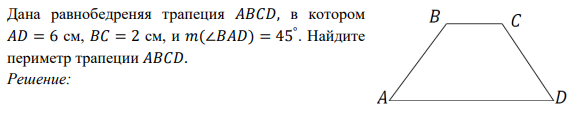 Дана равнобедреняя трапеция ABCD, в котором
AD = 6 см, BC = 2 см, и m(∠BAD) = 45°. Найдите
периметр трапеции ABCD.
Решение:
B
C
A
D